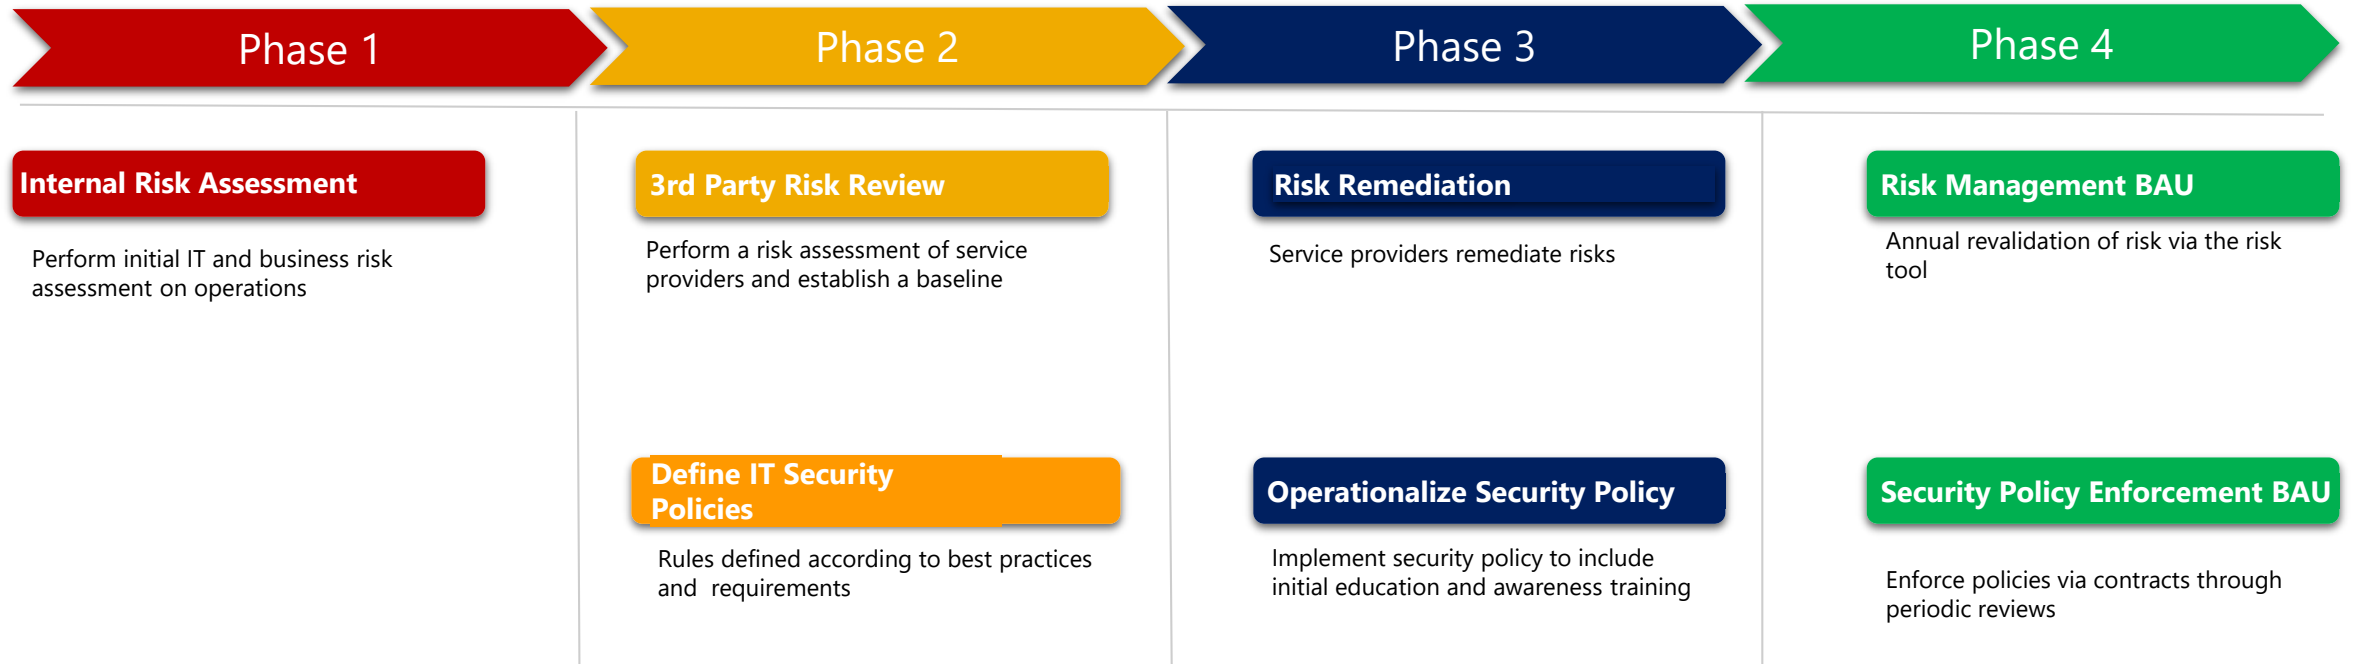 Phase 1
Phase 2
Phase 3
Phase 4
Internal Risk Assessment
Perform initial IT and business risk
assessment on operations
3rd Party Risk Review
Perform a risk assessment of service
providers and establish a baseline
Define IT Security
Policies
Rules defined according to best practices
and  requirements
Risk Remediation
Service providers remediate risks
Operationalize Security Policy
Implement security policy to include
initial education and awareness training
Risk Management BAU
Annual revalidation of risk via the risk
tool
Security Policy Enforcement BAU
Enforce policies via contracts through
periodic reviews